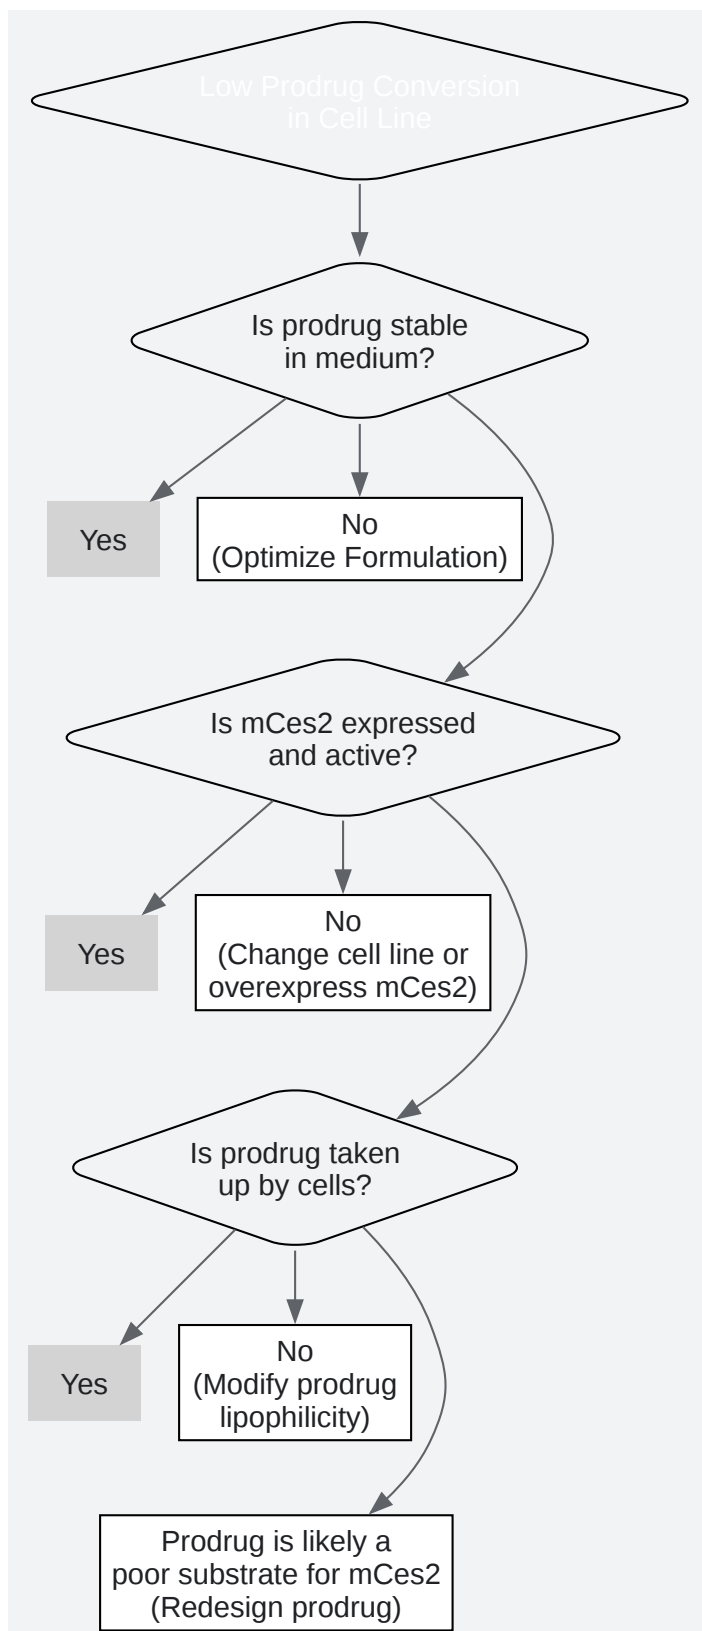 Low Prodrug Conversion
in Cell Line
Is prodrug stable
in medium?
Yes
No
(Optimize Formulation)
Is mCes2 expressed
and active?
Yes
No
(Change cell line or
overexpress mCes2)
Is prodrug taken
up by cells?
Yes
No
(Modify prodrug
lipophilicity)
Prodrug is likely a
poor substrate for mCes2
(Redesign prodrug)